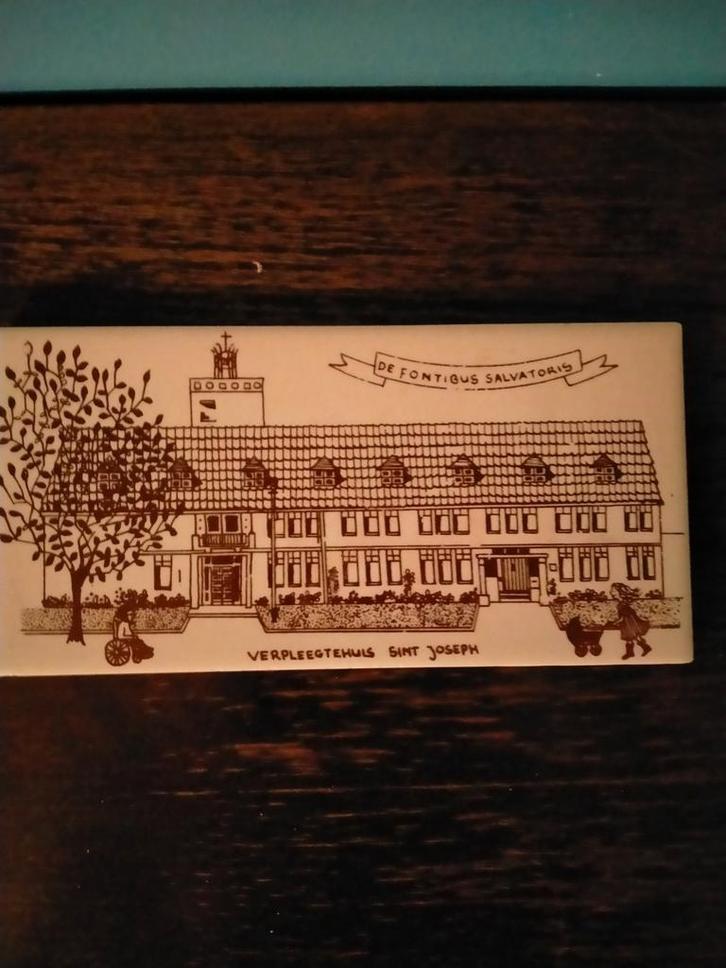 DE FONTIBUS SALVATORIS
VERPLEEGTEHUIS SINT JOSEPH